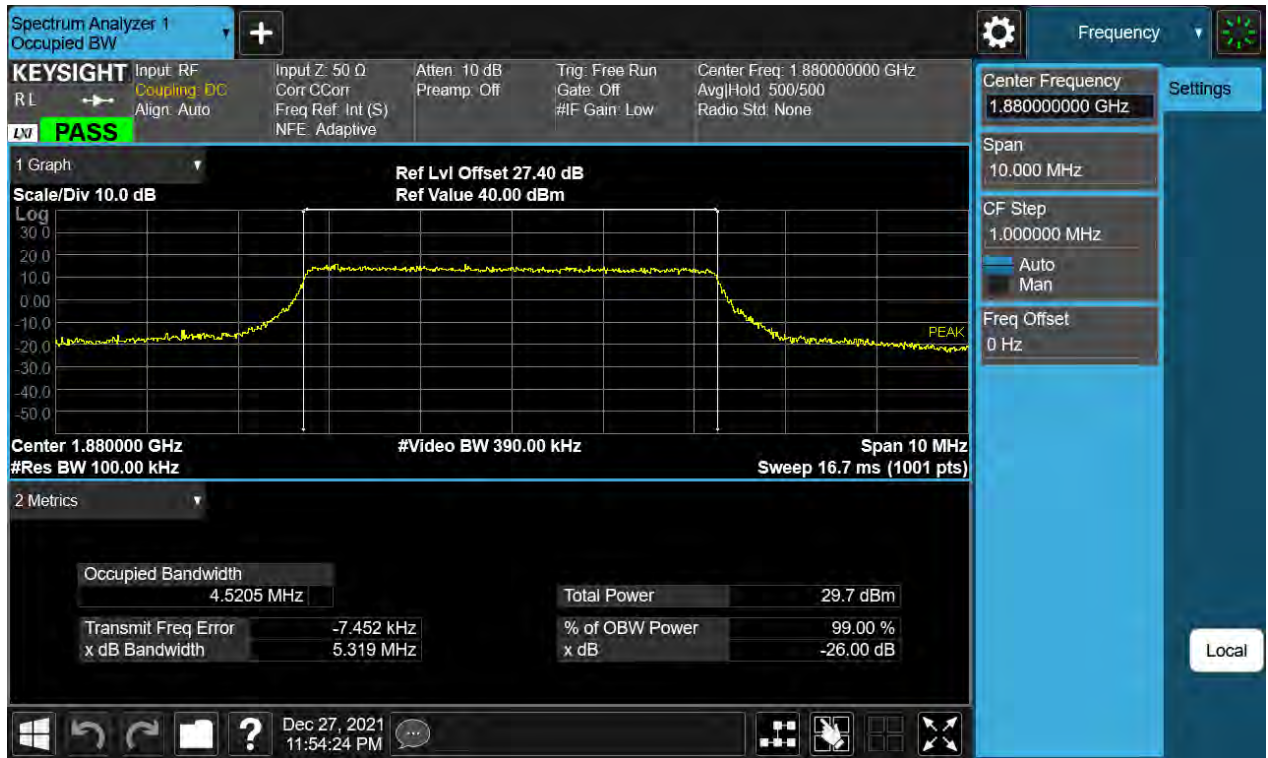 Spectrum Analyzer 1
Occupied BW
+
Frequency
KEYSIGHT
RL
LXI
PASS
Input: RF
Coupling: DC
Align: Auto
Input Z: 50 Ω
Corr CCorr
Freq Ref: Int (S)
NFE: Adaptive
Atten: 10 dB
Preamp: Off
Trig: Free Run
Gate: Off
#IF Gain: Low
Center Freq: 1.880000000 GHz
Avg|Hold: 500/500
Radio Std: None
1 Graph
Scale/Div 10.0 dB
Ref Lvl Offset 27.40 dB
Ref Value 40.00 dBm
Log
30.0
20.0
10.0
0.00
-10.0
-20.0
-30.0
-40.0
-50.0
PEAK
Center 1.880000 GHz
#Video BW 390.00 kHz
Span 10 MHz
#Res BW 100.00 kHz
Sweep 16.7 ms (1001 pts)
2 Metrics
Occupied Bandwidth
4.5205 MHz
Total Power 29.7 dBm
Transmit Freq Error -7.452 kHz
% of OBW Power 99.00 %
x dB Bandwidth 5.319 MHz
x dB -26.00 dB
Center Frequency
1.880000000 GHz
Settings
Span
10.000 MHz
CF Step
1.000000 MHz
Auto
Man
Freq Offset
0 Hz
Local
?
Dec 27, 2021
11:54:24 PM